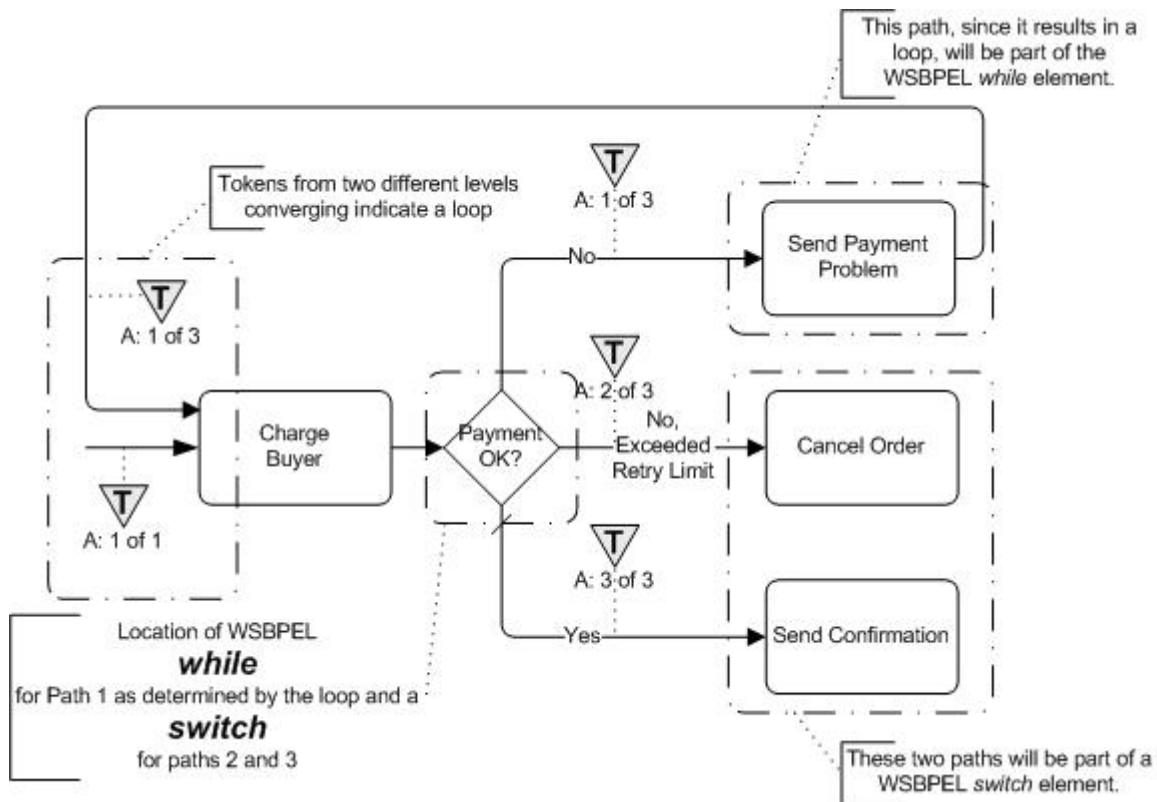 This path, since it results in a
loop, will be part of the
WSBPEL while element.
T
A: 1 of 3
Tokens from two different levels
converging indicate a loop
Send Payment
Problem
No
T
A: 1 of 3
T
A: 2 of 3
Charge
Buyer
Payment
OK?
No,
Exceeded
Retry Limit
Cancel Order
T
A: 1 of 1
T
A: 3 of 3
Yes
Send Confirmation
Location of WSBPEL
while
for Path 1 as determined by the loop and a
switch
for paths 2 and 3
These two paths will be part of a
WSBPEL switch element.